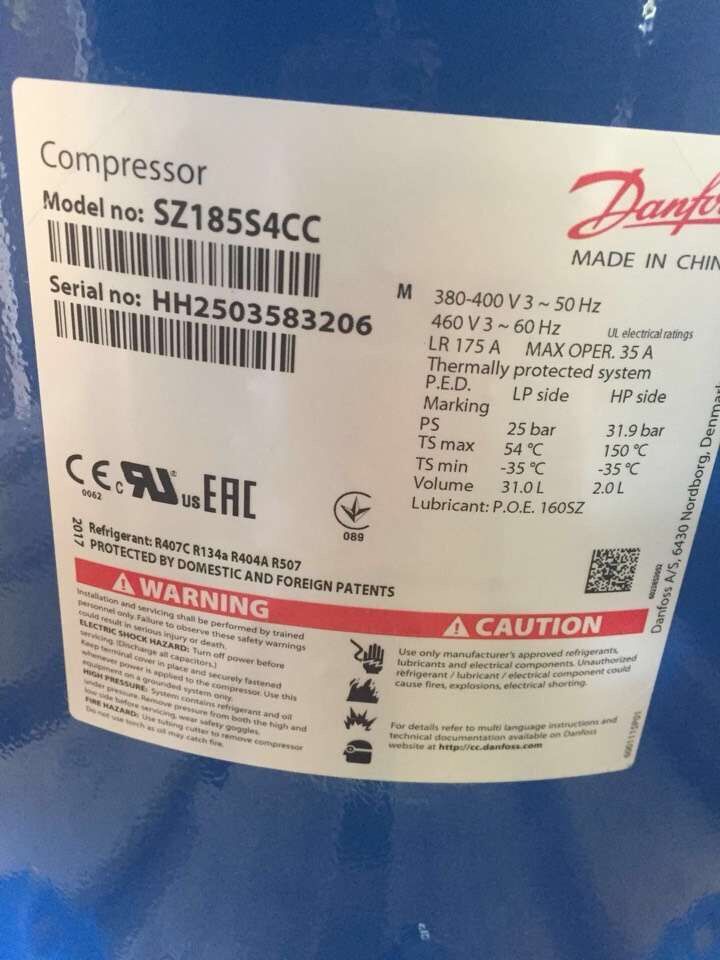 Compressor
Model no: SZ185S4CC
Serial no: HH2503583206
Danfo
MADE IN CHIN
M 380-400 V 3 ~ 50 Hz
460 V 3 ~ 60 Hz UL electrical ratings
LR 175 A MAX OPER. 35 A
Thermally protected system
P.E.D. LP side HP side
Marking
PS 25 bar 31.9 bar
TS max 54 °C 150 °C
TS min -35 °C -35 °C
Volume 31.0 L 2.0 L
Lubricant: P.O.E. 160SZ
CE 0062
c RU us
EAC
089
2017
Refrigerant: R407C R134a R404A R507
PROTECTED BY DOMESTIC AND FOREIGN PATENTS
WARNING
Installation and servicing shall be performed by trained
personnel only. Failure to observe these safety warnings
could result in serious injury or death.
ELECTRIC SHOCK HAZARD: Turn off power before
servicing. (Discharge all capacitors.)
Keep terminal cover in place and securely fastened
whenever power is applied to the compressor. Use this
equipment on a grounded system only.
HIGH PRESSURE: System contains refrigerant and oil
under pressure. Remove pressure from both the high and
low side before servicing, wear safety goggles.
FIRE HAZARD: Use tubing cutter to remove compressor
Do not use torch as oil may catch fire.
CAUTION
Use only manufacturer's approved refrigerants,
lubricants and electrical components. Unauthorized
refrigerant / lubricant / electrical component could
cause fires, explosions, electrical shorting.
For details refer to multi language instructions and
technical documentation available on Danfoss
website at http://cc.danfoss.com
Danfoss A/S, 6430 Nordborg, Denmark